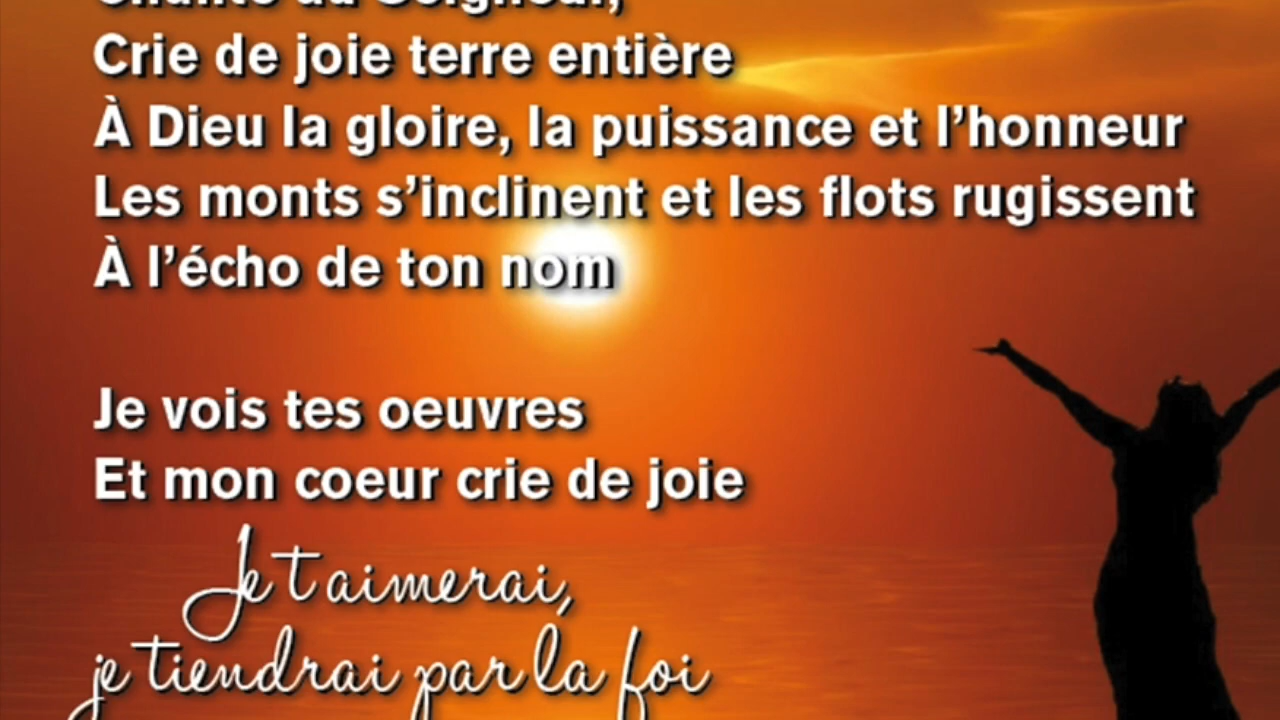 au Seigneur,
Crie de joie terre entière
À Dieu la gloire, la puissance et l'honneur
Les monts s'inclinent et les flots rugissent
À l'écho de ton nom
Je vois tes oeuvres
Et mon coeur crie de joie
Je t'aimerai,
je tiendrai par la foi